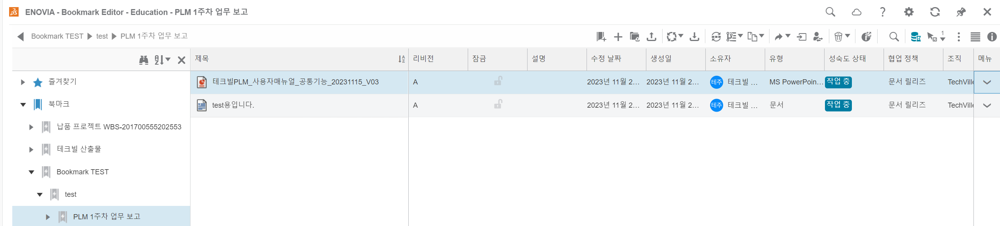 ENOVIA - Bookmark Editor - Education - PLM 1주차 업무 보고
Bookmark TEST test PLM 1주차 업무 보고
1
제목 리비전 잠금 설명 수정 날짜 생성일 소유자 유형 성숙도 상태 협업 정책 조직 메뉴
즐겨찾기
북마크
납품 프로젝트 WBS-201700555202553
테크빌 산출물
Bookmark TEST
test
PLM 1주차 업무 보고
테크빌PLM_사용자매뉴얼_공통기능_20231115_V03 A 2023년 11월 2... 2023년 11월 2... 테주 테크빌 ... MS PowerPoin... 작업 중 문서 릴리즈 TechVille
test용입니다. A 2023년 11월 2... 2023년 11월 2... 테주 테크빌 ... 문서 작업 중 문서 릴리즈 TechVille